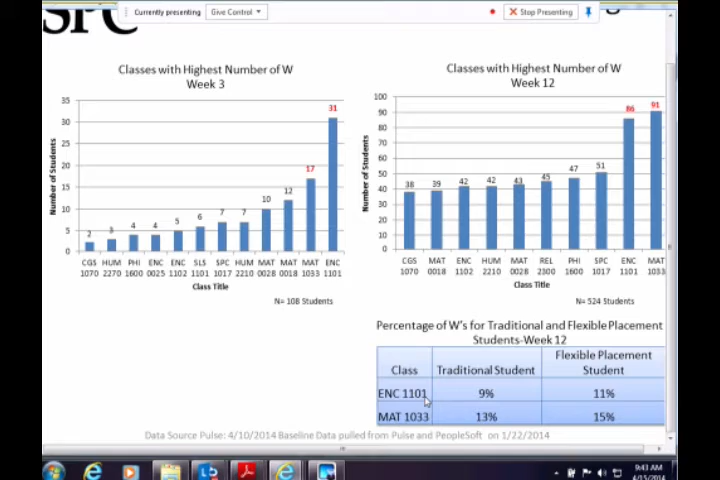 SPC
Currently presenting
Give Control
Stop Presenting
Classes with Highest Number of W
Week 3
35
30
25
20
15
10
5
0
Number of Students
2
3
4
4
5
6
7
7
10
12
17
31
CGS 1070
HUM 2270
PHI 1600
ENC 0025
ENC 1102
SLS 1101
SPC 1017
HUM 2210
MAT 0028
MAT 0018
MAT 1033
ENC 1101
Class Title
N= 108 Students
Classes with Highest Number of W
Week 12
100
90
80
70
60
50
40
30
20
10
0
Number of Students
38
39
42
42
43
45
47
51
86
91
CGS 1070
MAT 0018
ENC 1102
HUM 2210
MAT 0028
REL 2300
PHI 1600
SPC 1017
ENC 1101
MAT 1033
Class Title
N= 524 Students
Percentage of W's for Traditional and Flexible Placement
Students-Week 12
Class
Traditional Student
Flexible Placement
Student
ENC 1101
9%
11%
MAT 1033
13%
15%
Data Source Pulse: 4/10/2014 Baseline Data pulled from Pulse and PeopleSoft on 1/22/2014
9:43 AM
4/15/2014